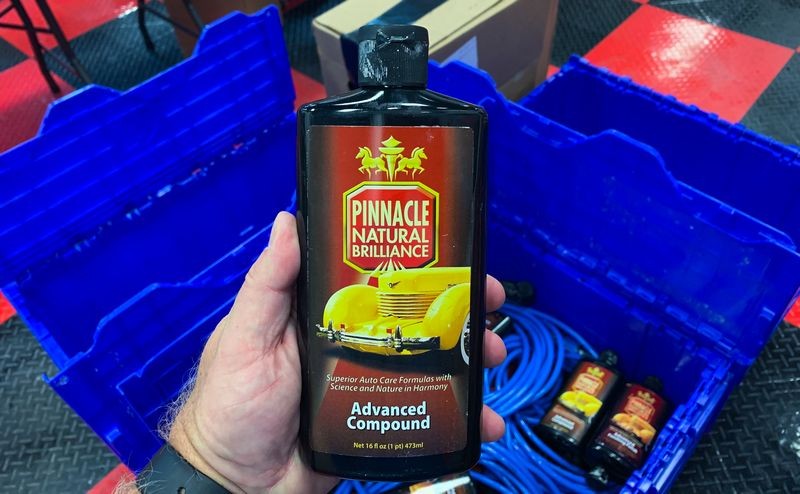 PINNACLE
NATURAL
BRILLIANCE
Superior Auto Care Formulas with
Science and Nature in Harmony
Advanced
Compound
Net 16 fl oz (1 pt) 473ml